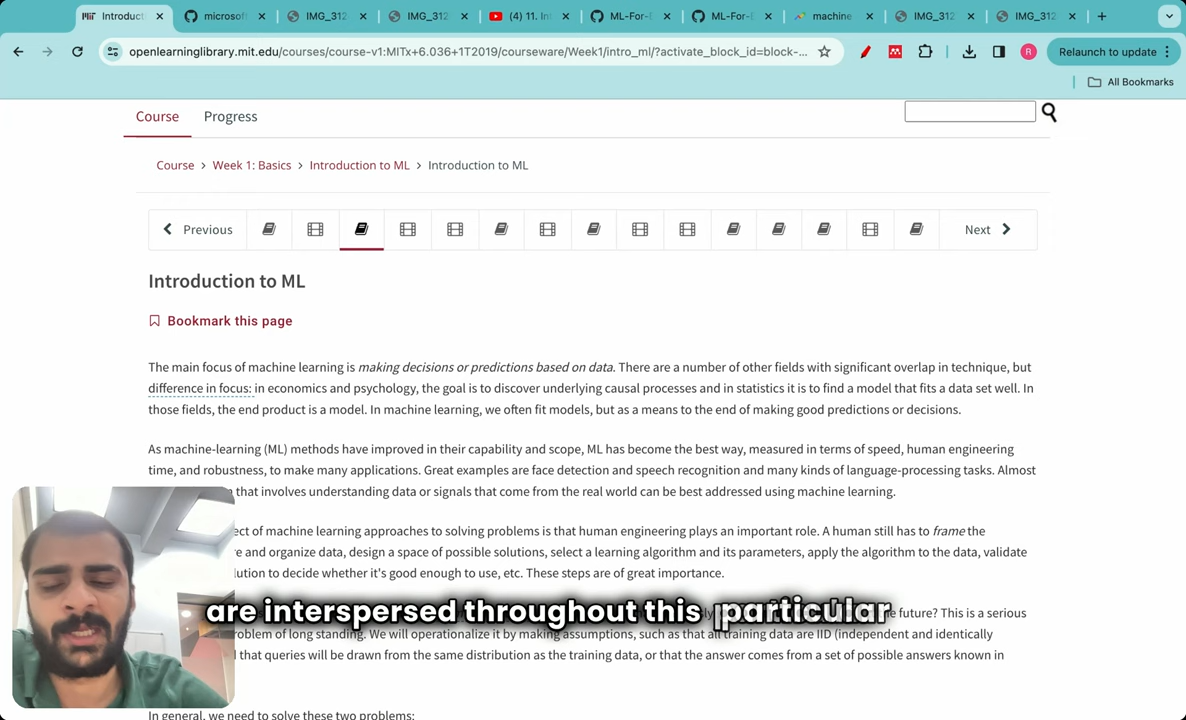 Introduct
microsof
IMG_312
IMG_312
(4) 11. In
ML-For-B
ML-For-B
machine
IMG_312
IMG_312
openlearninglibrary.mit.edu/courses/course-v1:MITx+6.036+1T2019/courseware/Week1/intro_ml/?activate_block_id=block-...
R
Relaunch to update
All Bookmarks
Course
Progress
Course > Week 1: Basics > Introduction to ML > Introduction to ML
Previous
Next
Introduction to ML
Bookmark this page
The main focus of machine learning is making decisions or predictions based on data. There are a number of other fields with significant overlap in technique, but
difference in focus: in economics and psychology, the goal is to discover underlying causal processes and in statistics it is to find a model that fits a data set well. In
those fields, the end product is a model. In machine learning, we often fit models, but as a means to the end of making good predictions or decisions.
As machine-learning (ML) methods have improved in their capability and scope, ML has become the best way, measured in terms of speed, human engineering
time, and robustness, to make many applications. Great examples are face detection and speech recognition and many kinds of language-processing tasks. Almost
that involves understanding data or signals that come from the real world can be best addressed using machine learning.
ect of machine learning approaches to solving problems is that human engineering plays an important role. A human still has to frame the
e and organize data, design a space of possible solutions, select a learning algorithm and its parameters, apply the algorithm to the data, validate
lution to decide whether it's good enough to use, etc. These steps are of great importance.
are interspersed throughout this particular
future? This is a serious
roblem of long standing. We will operationalize it by making assumptions, such as that all training data are IID (independent and identically
that queries will be drawn from the same distribution as the training data, or that the answer comes from a set of possible answers known in
In general, we need to solve these two problems: